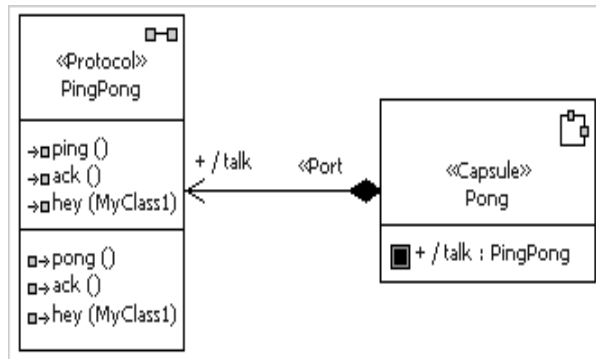 «Protocol»
PingPong
ping ()
ack ()
hey (MyClass1)
pong ()
ack ()
hey (MyClass1)
+ / talk
«Port
«Capsule»
Pong
+ / talk : PingPong